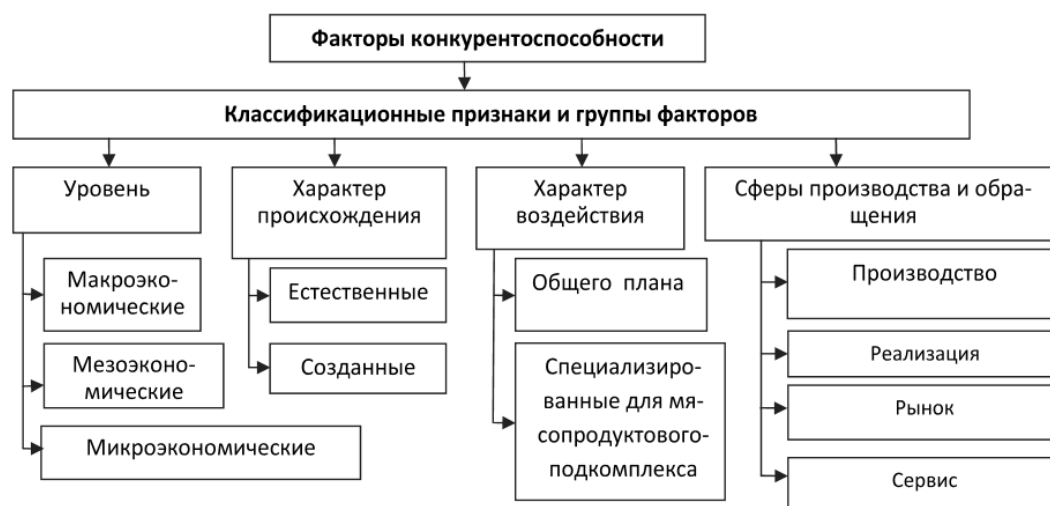 Факторы конкурентоспособности
Классификационные признаки и группы факторов
Уровень
Макроэко-
номические
Мезоэконо-
мические
Микроэкономические
Характер
происхождения
Естественные
Созданные
Характер
воздействия
Общего плана
Специализиро-
ванные для мя-
сопродуктового-
подкомплекса
Сферы производства и обра-
щения
Производство
Реализация
Рынок
Сервис